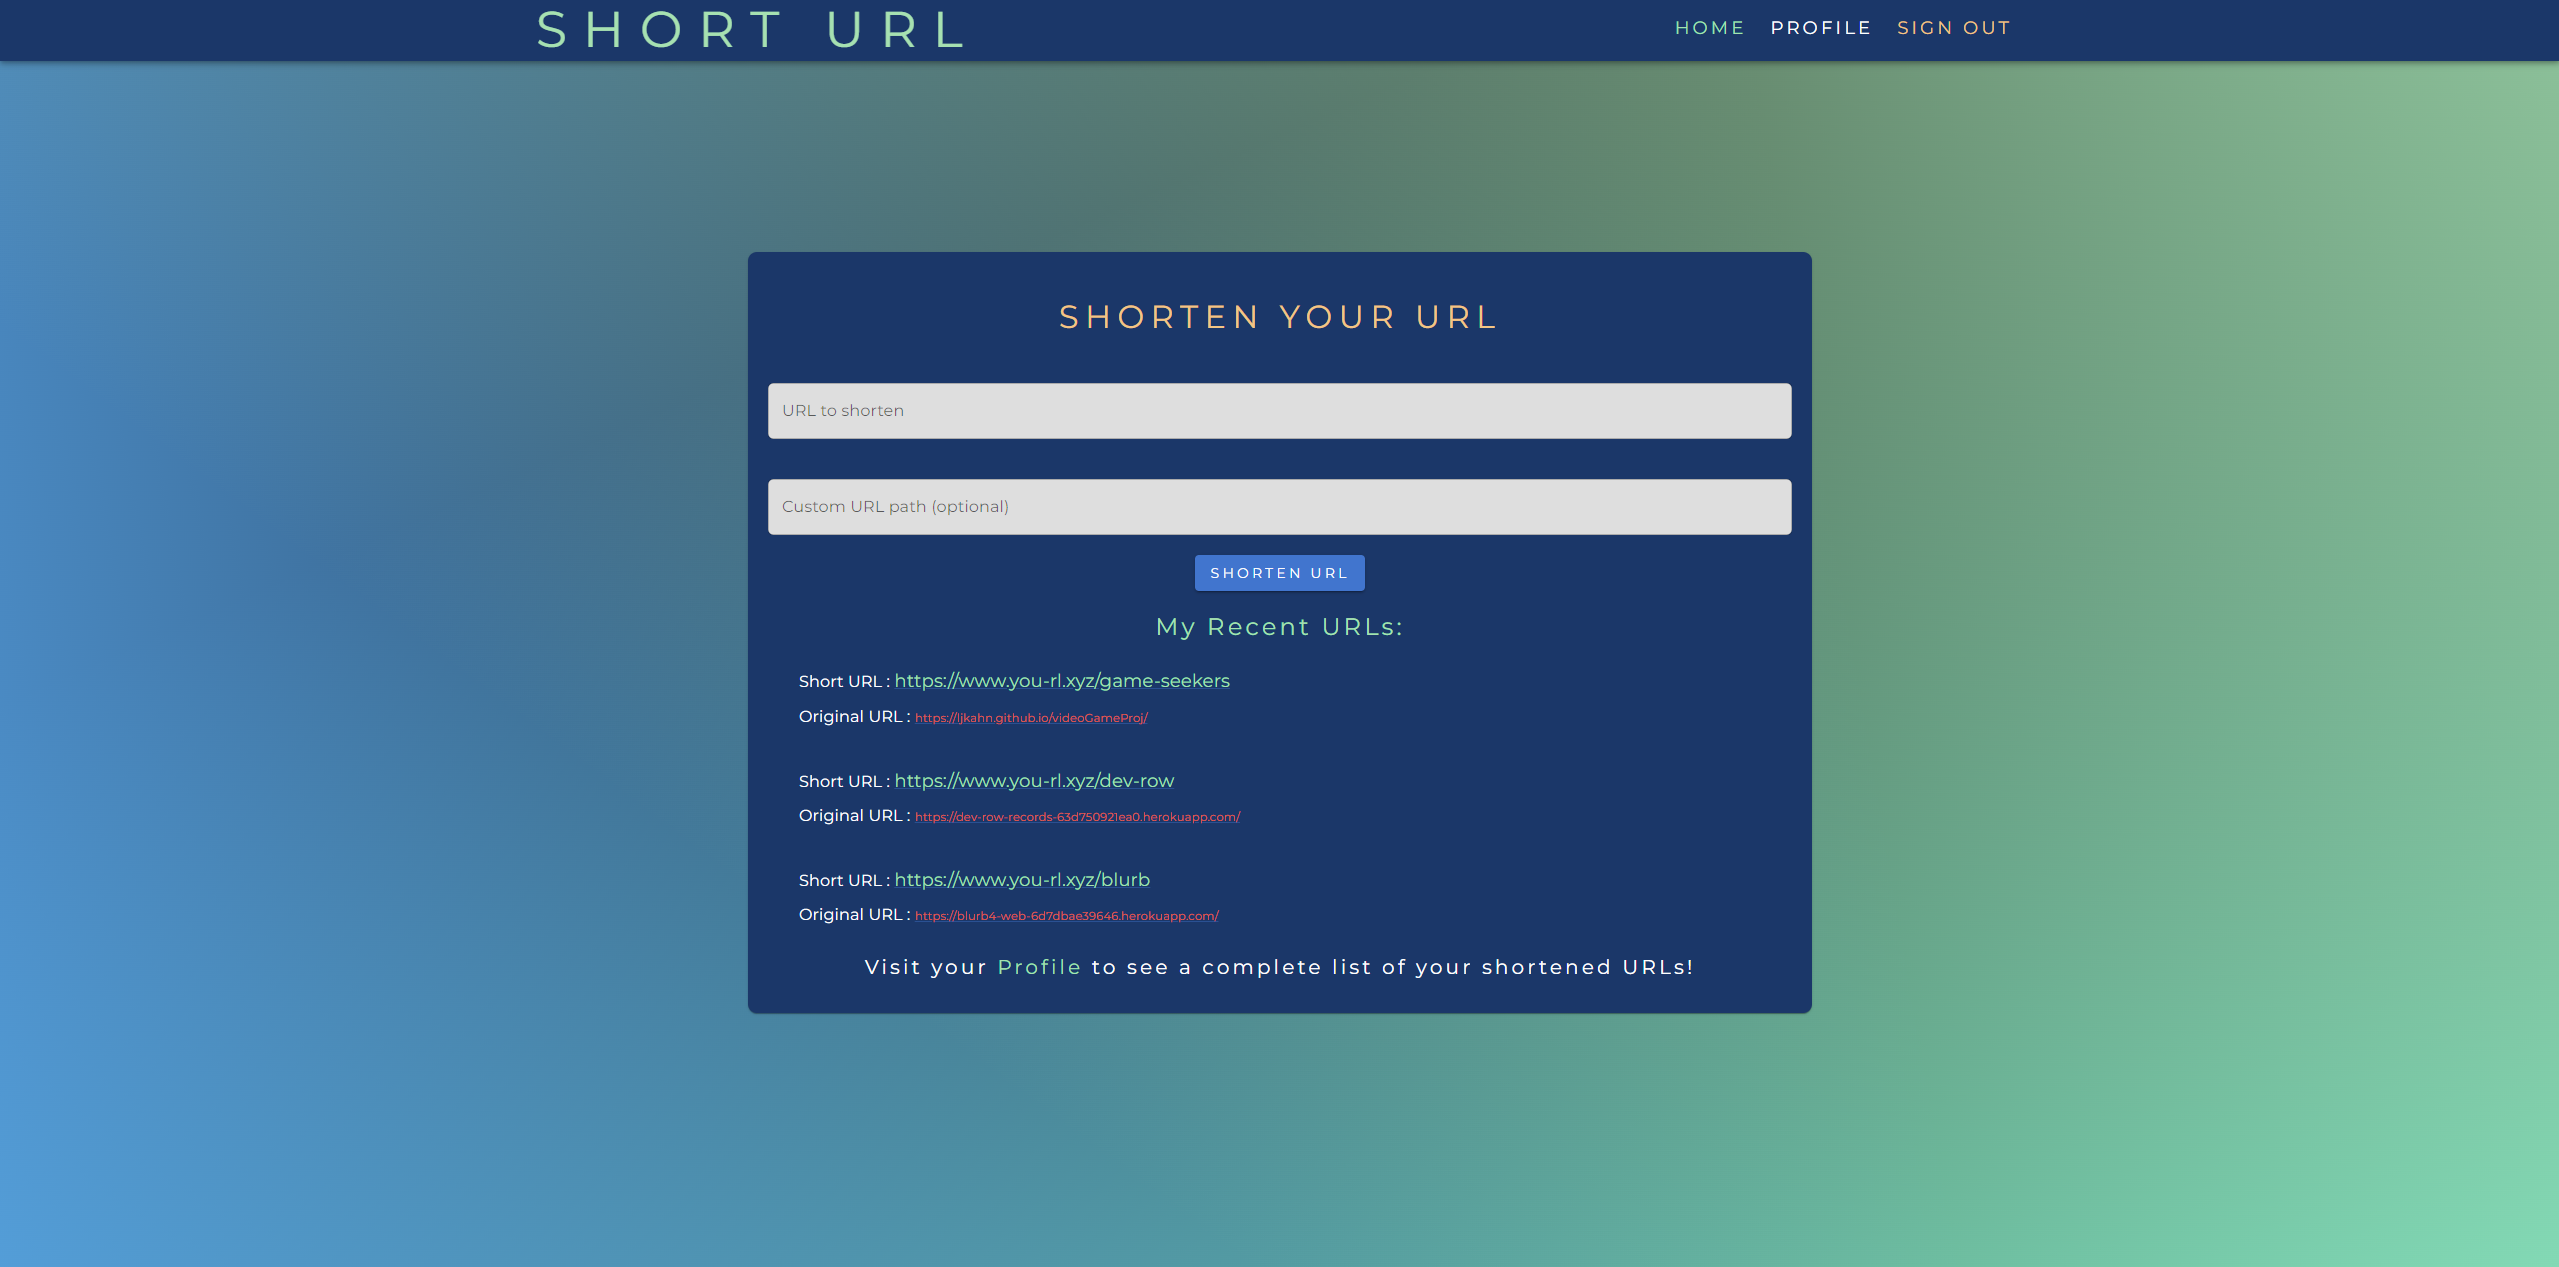 SHORT URL
HOME PROFILE SIGN OUT
SHORTEN YOUR URL
URL to shorten
Custom URL path (optional)
SHORTEN URL
My Recent URLs:
Short URL : https://www.you-rl.xyz/game-seekers
Original URL : https://ljkahn.github.io/videoGameProj/
Short URL : https://www.you-rl.xyz/dev-row
Original URL : https://dev-row-records-63d750921ea0.herokuapp.com/
Short URL : https://www.you-rl.xyz/blurb
Original URL : https://blurb4-web-6d7dbae39646.herokuapp.com/
Visit your Profile to see a complete list of your shortened URLs!